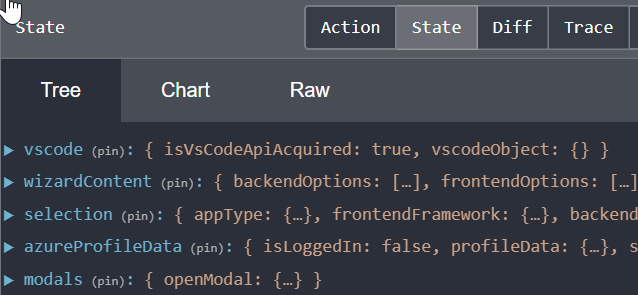 State Action State Diff Trace
Tree Chart Raw
vscode (pin): { isVsCodeApiAcquired: true, vscodeObject: {} }
wizardContent (pin): { backendOptions: […], frontendOptions: […]
selection (pin): { appType: {…}, frontendFramework: {…}, backend
azureProfileData (pin): { isLoggedIn: false, profileData: {…}, s
modals (pin): { openModal: {…} }